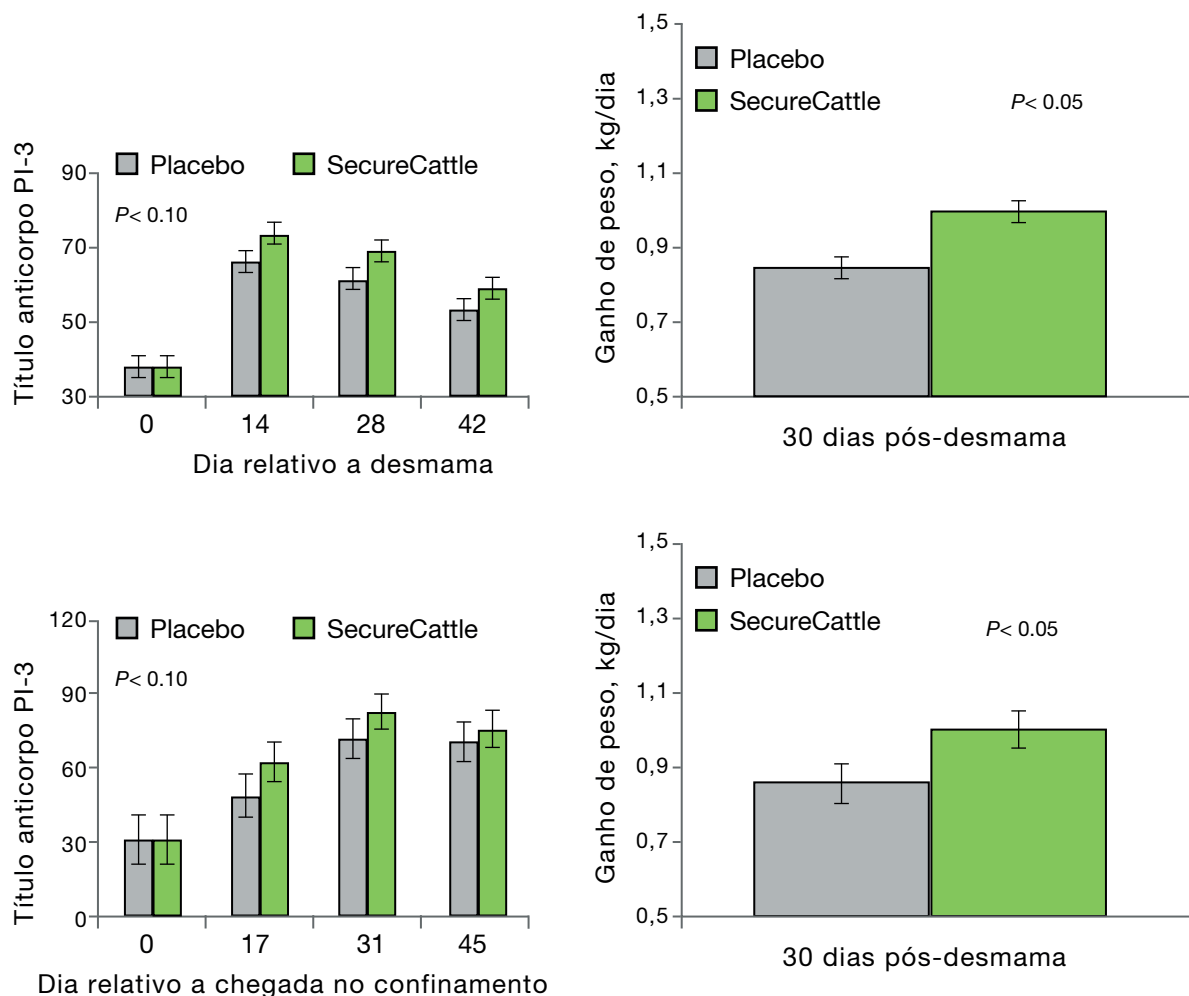 Título anticorpo PI-3
Placebo
SecureCattle
P< 0.10
90
70
50
30
0 14 28 42
Dia relativo a desmama
Ganho de peso, kg/dia
1,5
1,3
1,1
0,9
0,7
0,5
Placebo
SecureCattle
P< 0.05
30 dias pós-desmama
Título anticorpo PI-3
Placebo
SecureCattle
P< 0.10
120
90
60
30
0
0 17 31 45
Dia relativo a chegada no confinamento
Ganho de peso, kg/dia
1,5
1,3
1,1
0,9
0,7
0,5
Placebo
SecureCattle
P< 0.05
30 dias pós-desmama